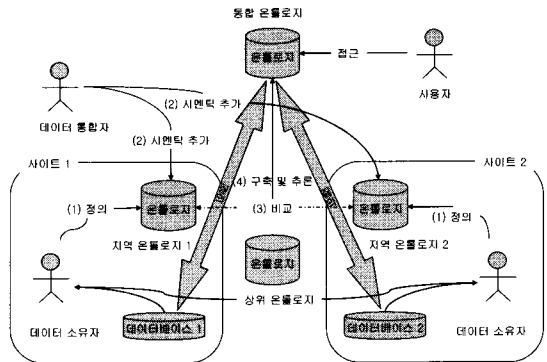 통합 온톨로지
온톨로지
접근
사용자
데이터 통합자
(2) 시멘틱 추가
(2) 시멘틱 추가
사이트 1
사이트 2
(4) 구축 및 추론
(1) 정의
온톨로지
(3) 비교
온톨로지
(1) 정의
지역 온톨로지 1
지역 온톨로지 2
온톨로지
상위 온톨로지
데이터 소유자
데이터베이스 1
데이터베이스 2
데이터 소유자